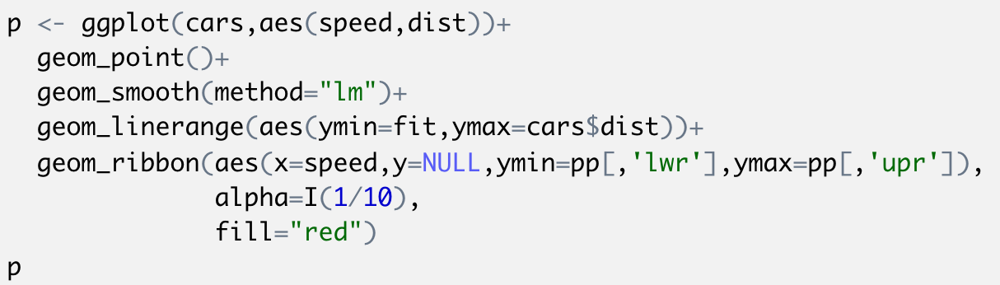 p <- ggplot(cars,aes(speed,dist))+
  geom_point()+
  geom_smooth(method="lm")+
  geom_linerange(aes(ymin=fit,ymax=cars$dist))+
  geom_ribbon(aes(x=speed,y=NULL,ymin=pp[,'lwr'],ymax=pp[,'upr']),
              alpha=I(1/10),
              fill="red")
p